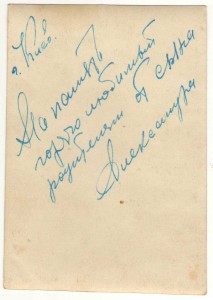 г. Киев.
На память
горячо любимым
родителям от сына
Александра